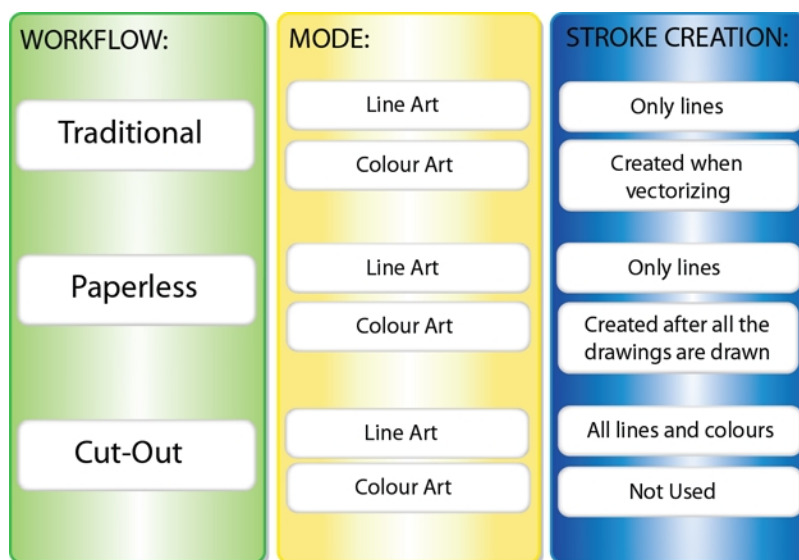 WORKFLOW:
MODE:
STROKE CREATION:
Traditional
Line Art
Only lines
Colour Art
Created when
vectorizing
Paperless
Line Art
Only lines
Colour Art
Created after all the
drawings are drawn
Cut-Out
Line Art
All lines and colours
Colour Art
Not Used